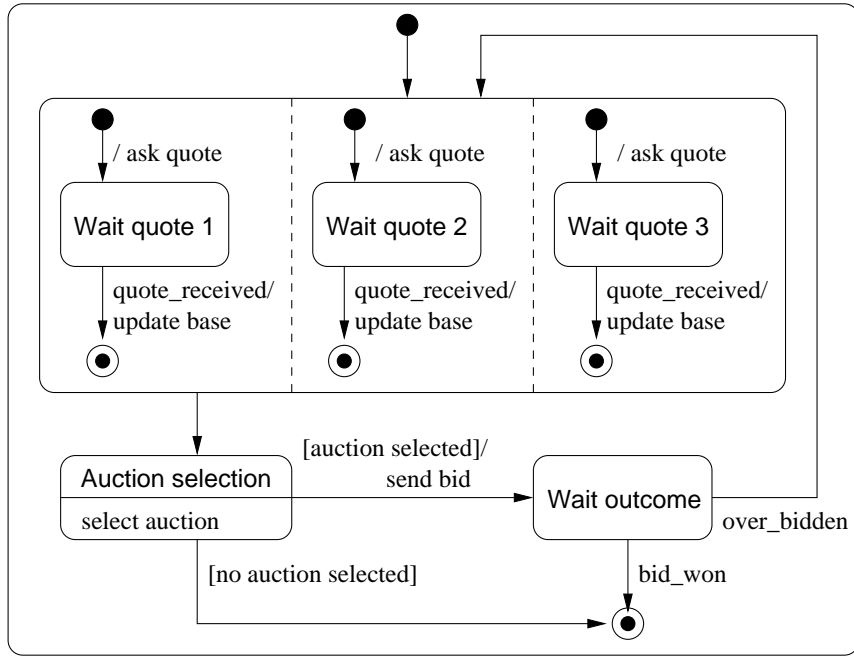 / ask quote
/ ask quote
/ ask quote
Wait quote 1
Wait quote 2
Wait quote 3
quote_received/
update base
quote_received/
update base
quote_received/
update base
[auction selected]/
send bid
Auction selection
select auction
Wait outcome
over_bidden
[no auction selected]
bid_won